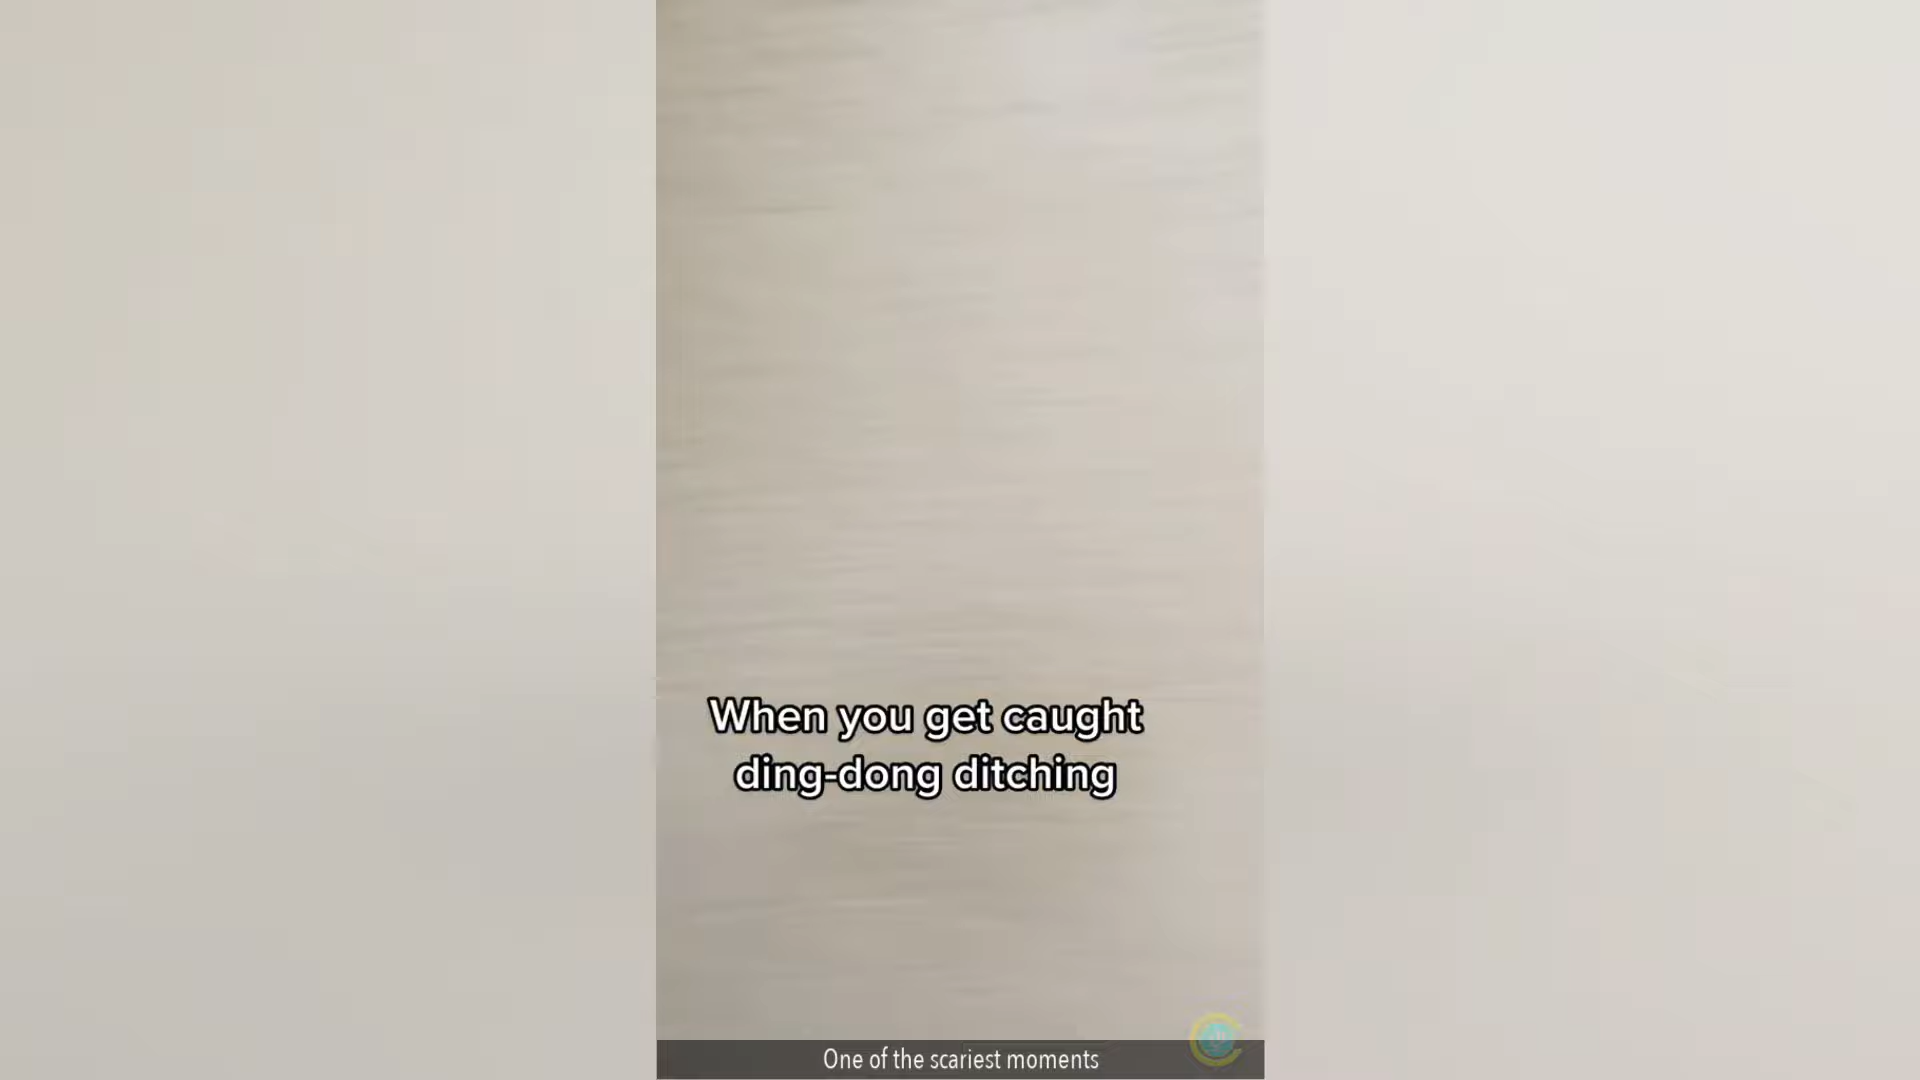 When you get caught
ding-dong ditching
One of the scariest moments